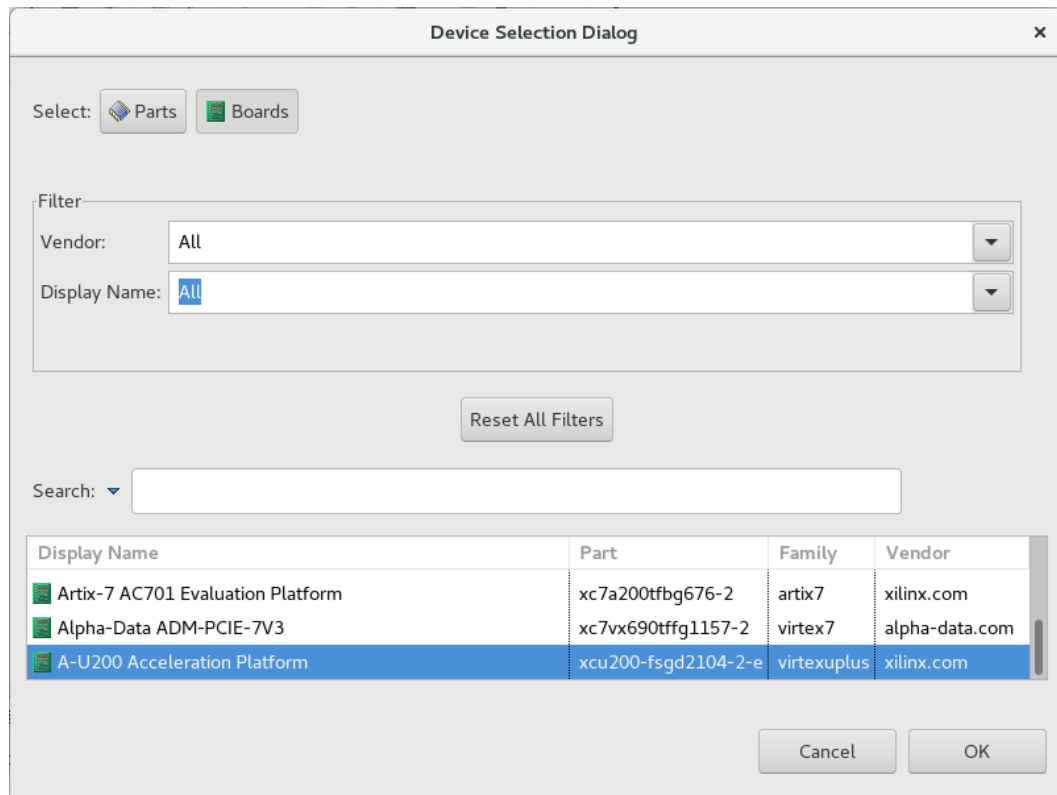 Device Selection Dialog ×
Select: Parts Boards
Filter
Vendor: All
Display Name: All
Reset All Filters
Search:
Display Name Part Family Vendor
Artix-7 AC701 Evaluation Platform xc7a200tfbg676-2 artix7 xilinx.com
Alpha-Data ADM-PCIE-7V3 xc7vx690tffg1157-2 virtex7 alpha-data.com
A-U200 Acceleration Platform xcu200-fsgd2104-2-e virtexuplus xilinx.com
Cancel OK